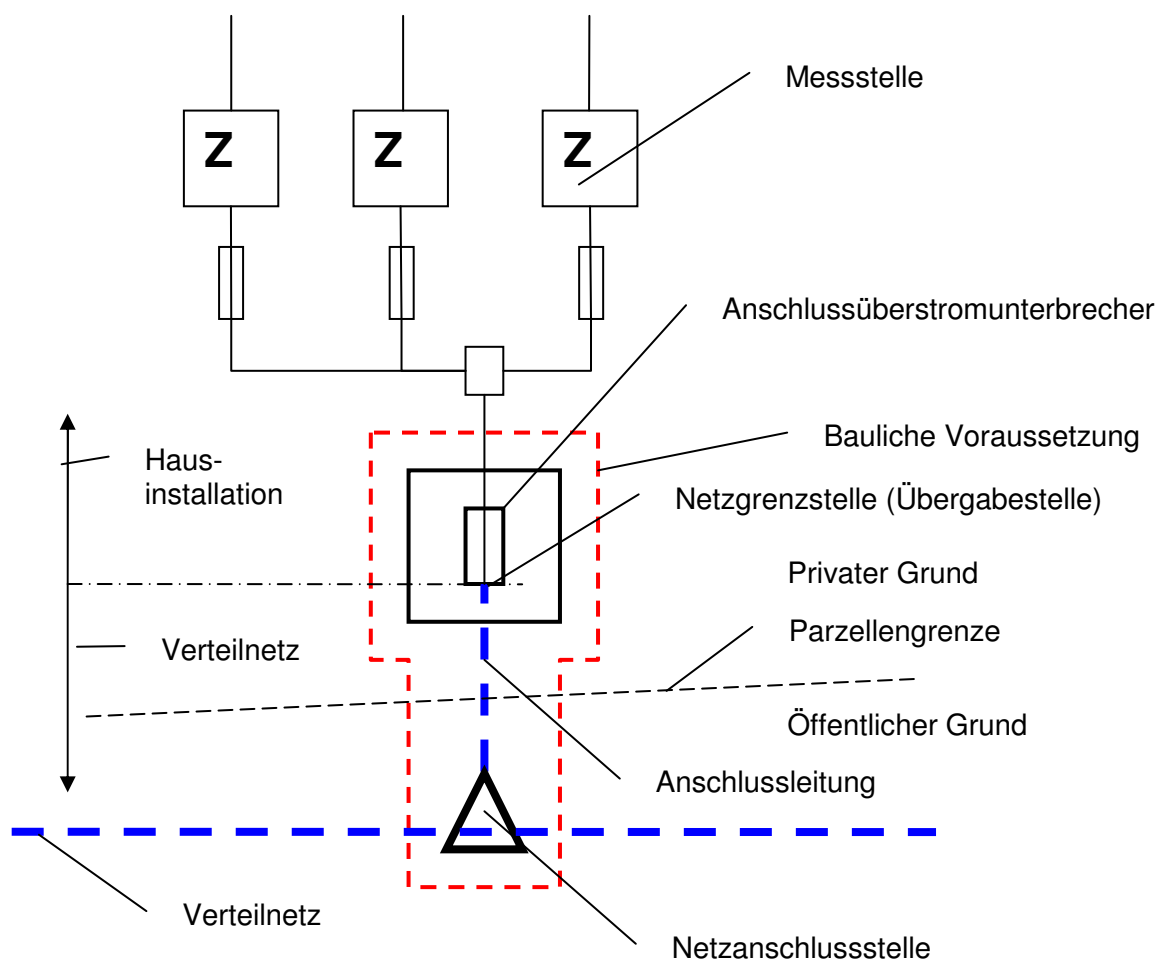 Messstelle
Z Z Z
Anschlussüberstromunterbrecher
Bauliche Voraussetzung
Haus-
installation
Netzgrenzstelle (Übergabestelle)
Privater Grund
Parzellengrenze
Verteilnetz
Öffentlicher Grund
Anschlussleitung
Verteilnetz
Netzanschlussstelle